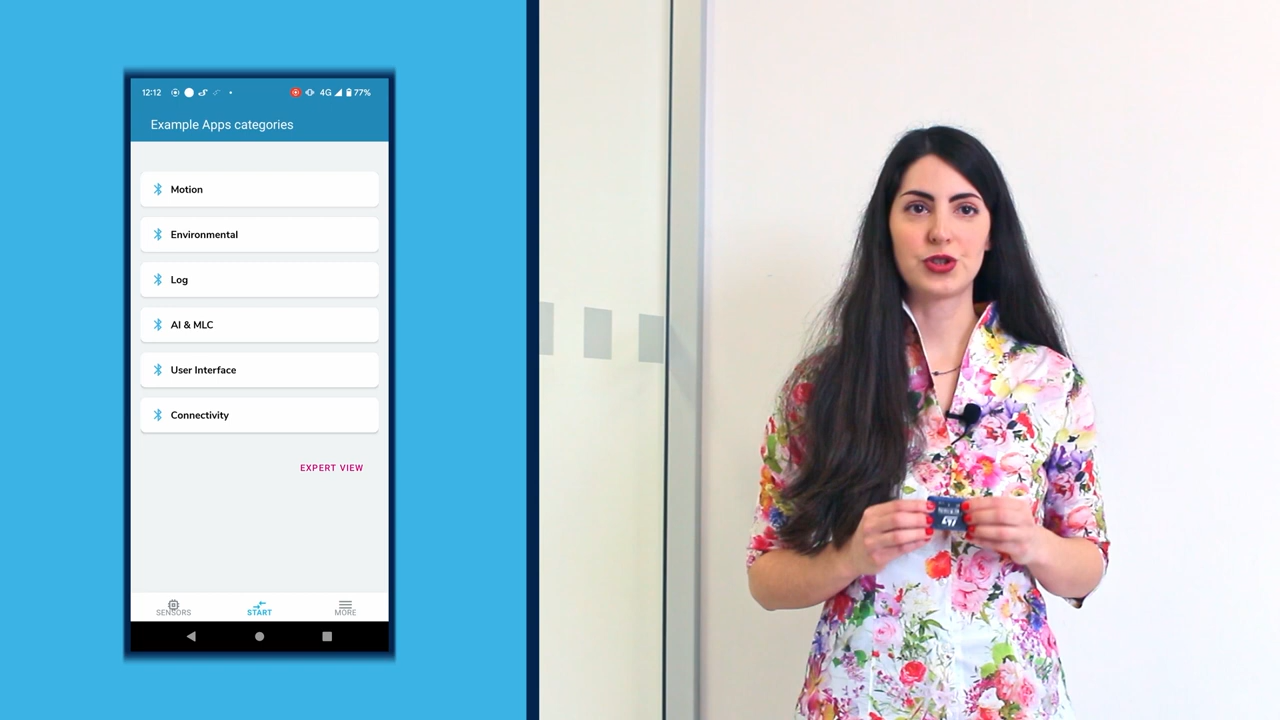 12:12 4G 77%
Example Apps categories
Motion
Environmental
Log
AI & MLC
User Interface
Connectivity
EXPERT VIEW
SENSORS START MORE
ST